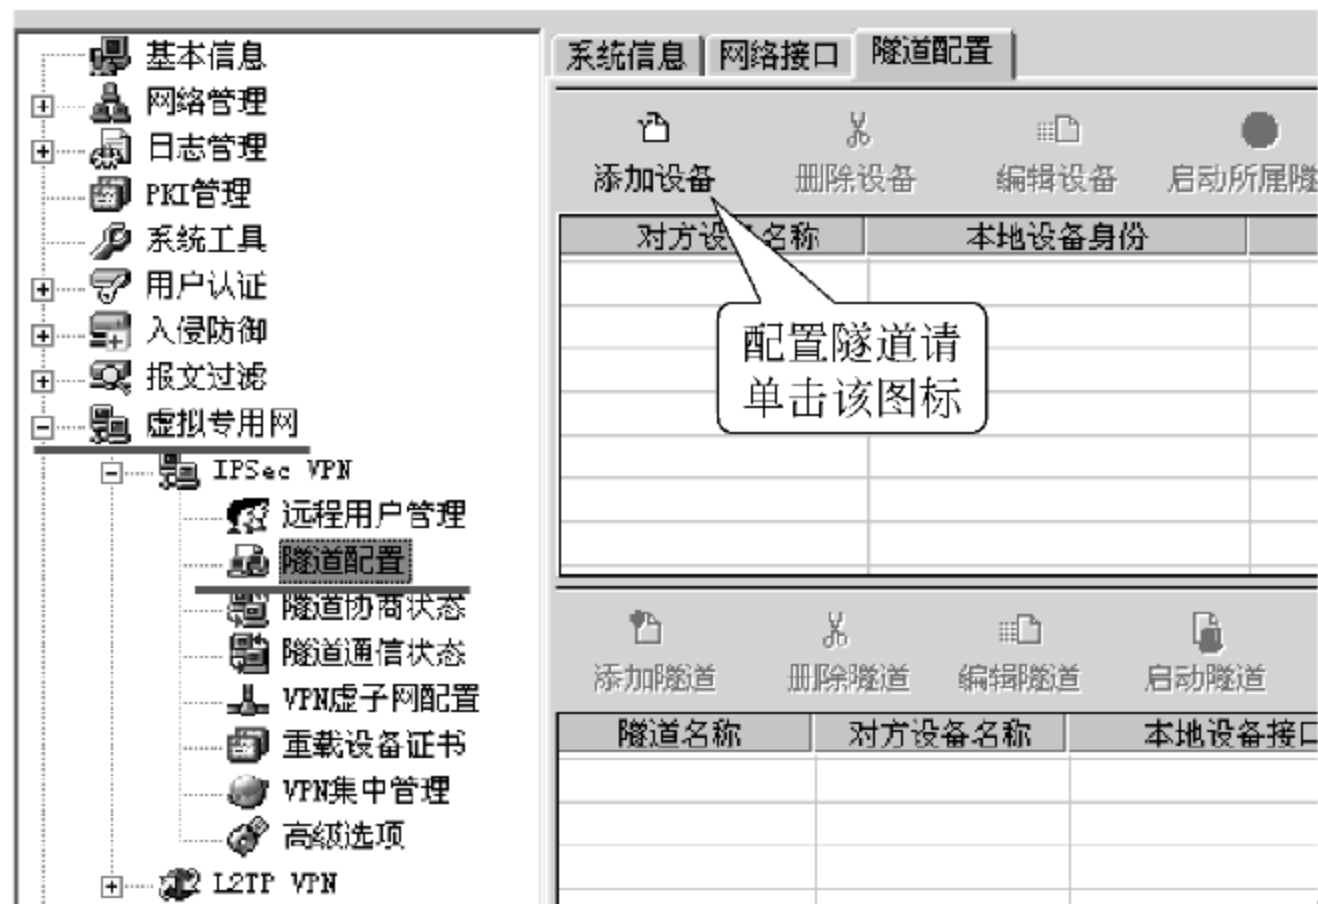 基本信息
网络管理
日志管理
PKI管理
系统工具
用户认证
入侵防御
报文过滤
虚拟专用网
IPSec VPN
远程用户管理
隧道配置
隧道协商状态
隧道通信状态
VPN虚子网配置
重载设备证书
VPN集中管理
高级选项
L2TP VPN
系统信息 网络接口 隧道配置
添加设备 删除设备 编辑设备 启动所属隧
对方设备名称 本地设备身份
配置隧道请
单击该图标
添加隧道 删除隧道 编辑隧道 启动隧道
隧道名称 对方设备名称 本地设备接口